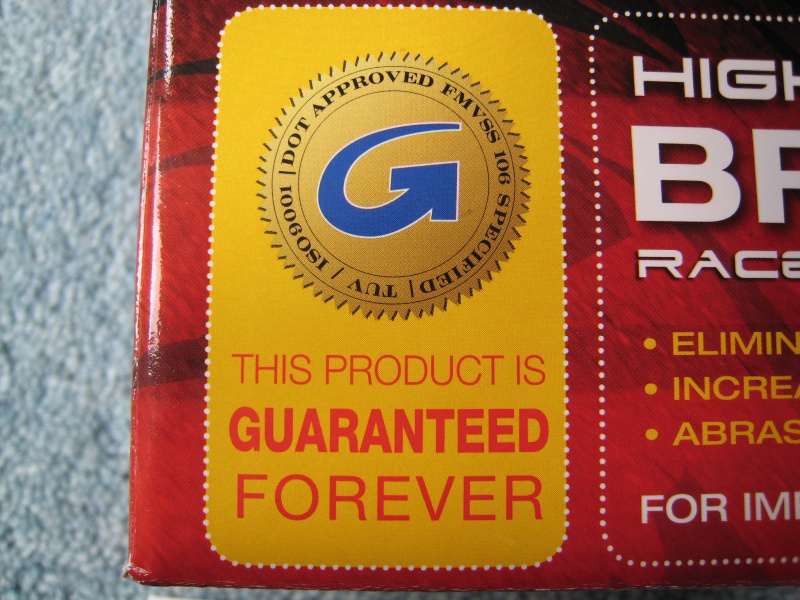 DOT APPROVED FMVSS 106 SPECIFIED | TUV / ISO9001 |
G
THIS PRODUCT IS
GUARANTEED
FOREVER
HIGH
RACE
• ELIMIN
• INCREA
• ABRAS
FOR IM